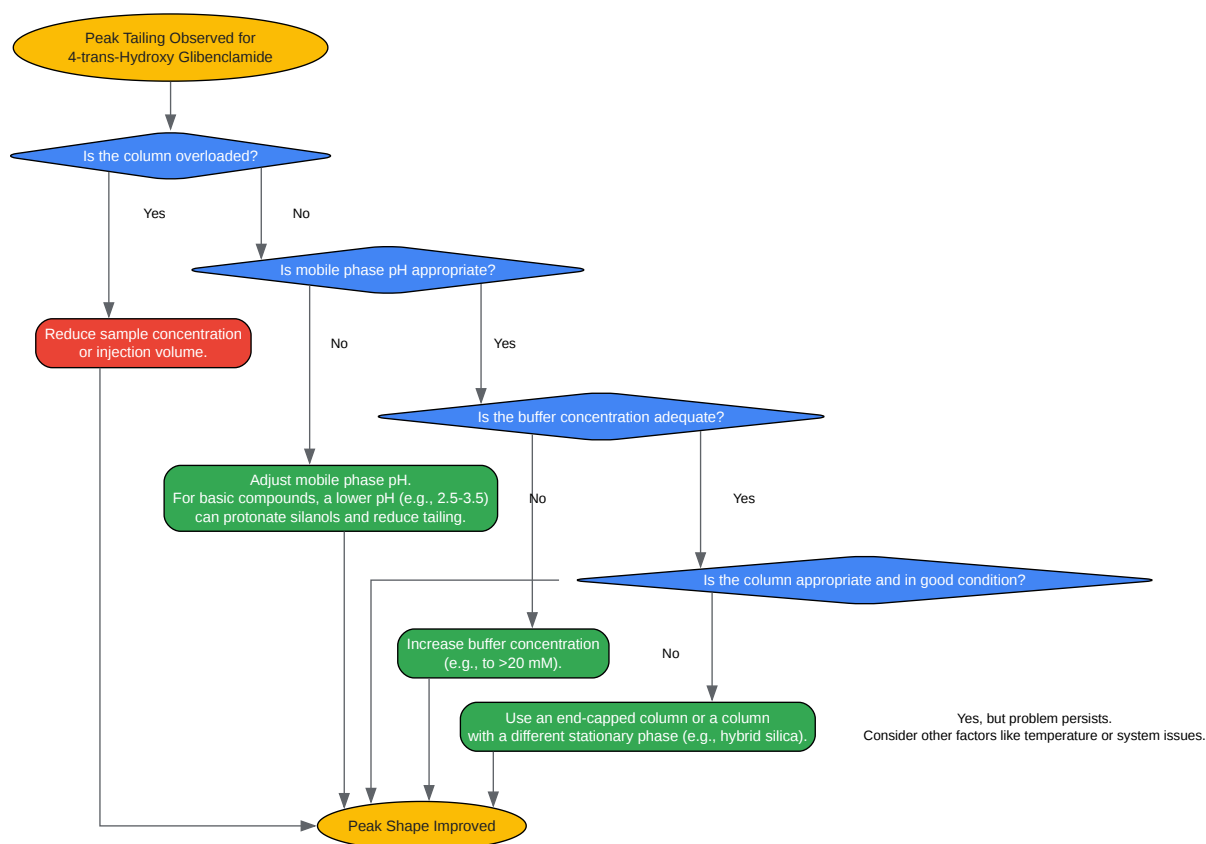 Peak Tailing Observed for
4-trans-Hydroxy Glibenclamide
Is the column overloaded?
Yes
No
Is mobile phase pH appropriate?
Reduce sample concentration
or injection volume.
No
Yes
Is the buffer concentration adequate?
Adjust mobile phase pH.
For basic compounds, a lower pH (e.g., 2.5-3.5)
can protonate silanols and reduce tailing.
No
Yes
Is the column appropriate and in good condition?
Increase buffer concentration
(e.g., to >20 mM).
No
Use an end-capped column or a column
with a different stationary phase (e.g., hybrid silica).
Yes, but problem persists.
Consider other factors like temperature or system issues.
Peak Shape Improved